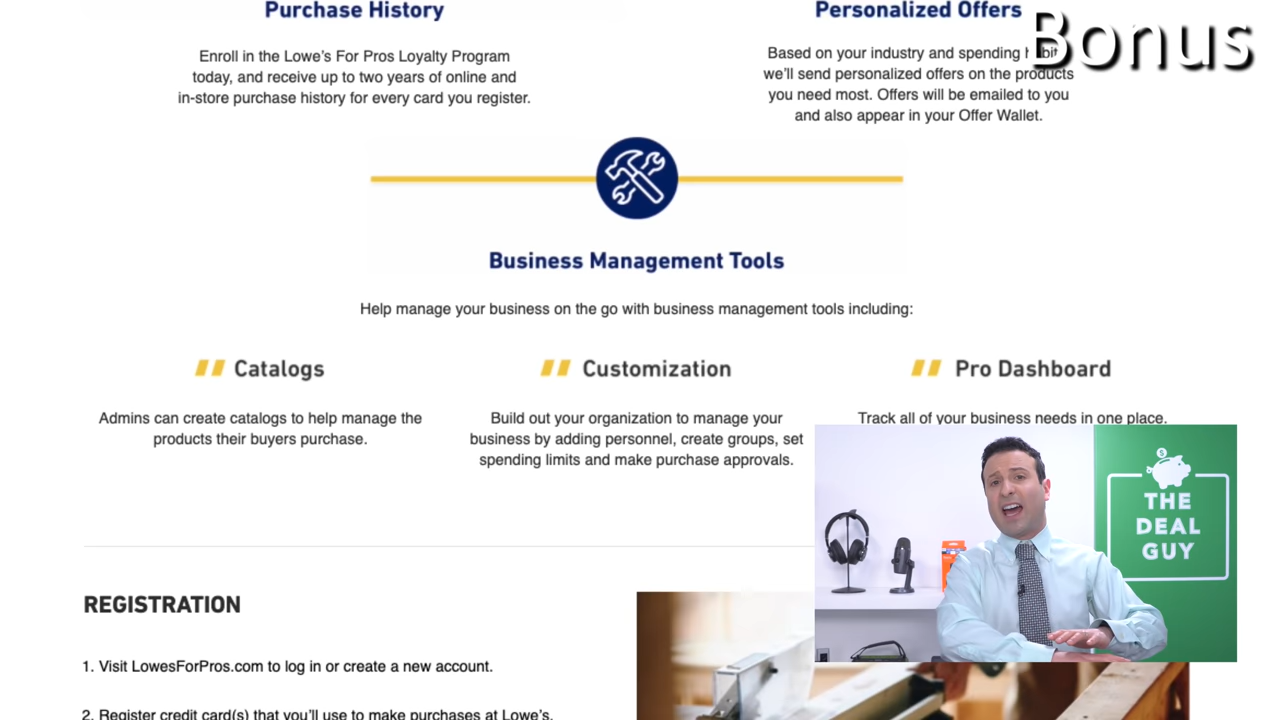 Purchase History
Enroll in the Lowe's For Pros Loyalty Program
today, and receive up to two years of online and
in-store purchase history for every card you register.
Personalized Offers
Bonus
Based on your industry and spending
we'll send personalized offers on the products
you need most. Offers will be emailed to you
and also appear in your Offer Wallet.
Business Management Tools
Help manage your business on the go with business management tools including:
Catalogs
Admins can create catalogs to help manage the
products their buyers purchase.
Customization
Build out your organization to manage your
business by adding personnel, create groups, set
spending limits and make purchase approvals.
Pro Dashboard
Track all of your business needs in one place.
THE
DEAL
GUY
REGISTRATION
1. Visit LowesForPros.com to log in or create a new account.
2. Register credit card(s) that you'll use to make purchases at Lowe's.